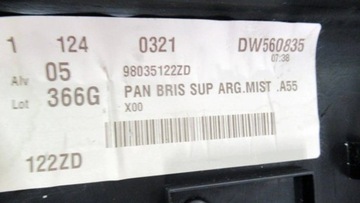 1 124 0321 DW560835
07:38
Alv 05 98035122ZD
Lot 366G PAN BRIS SUP ARG.MIST .A55
X00
122ZD